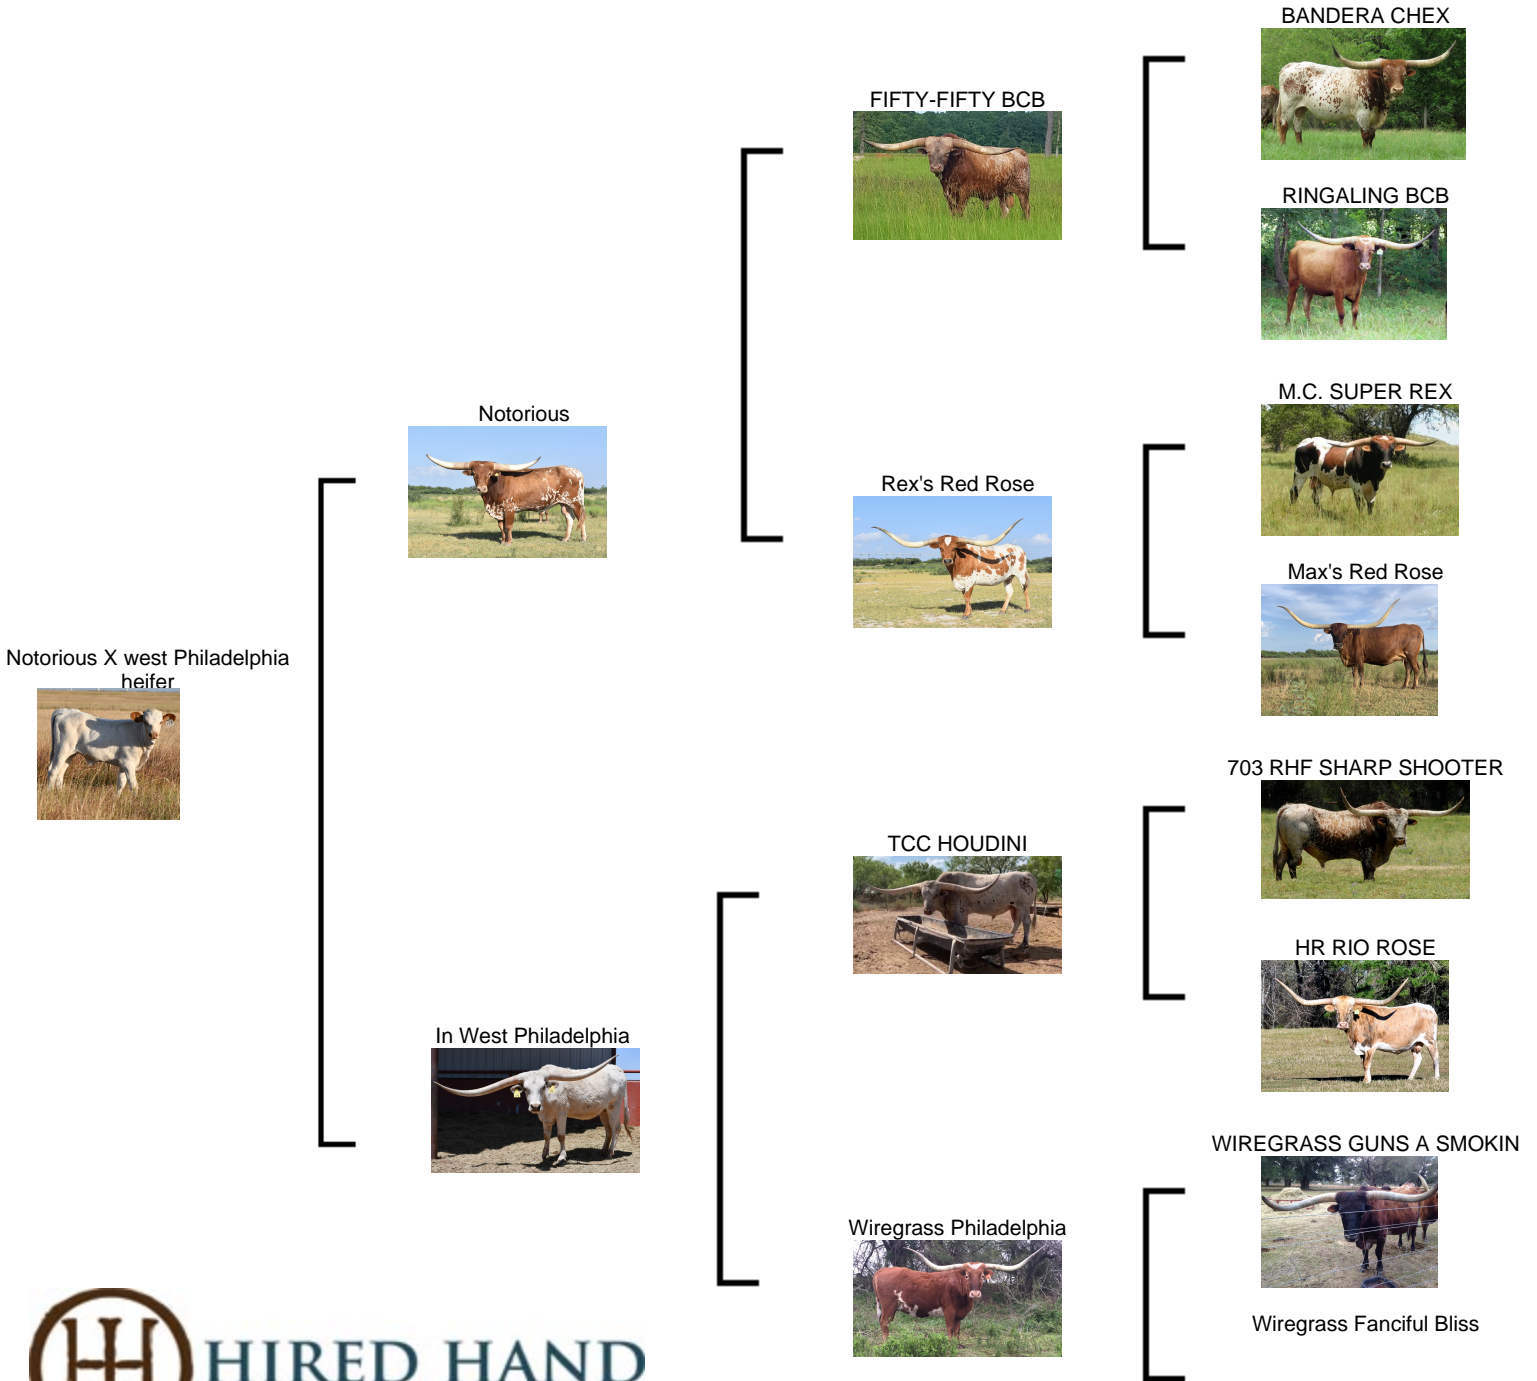 BANDERA CHEX
FIFTY-FIFTY BCB
RINGALING BCB
M.C. SUPER REX
Notorious
Rex's Red Rose
Max's Red Rose
Notorious X west Philadelphia
heifer
703 RHF SHARP SHOOTER
TCC HOUDINI
HR RIO ROSE
In West Philadelphia
WIREGRASS GUNS A SMOKIN
Wiregrass Philadelphia
Wiregrass Fanciful Bliss
HIRED HAND